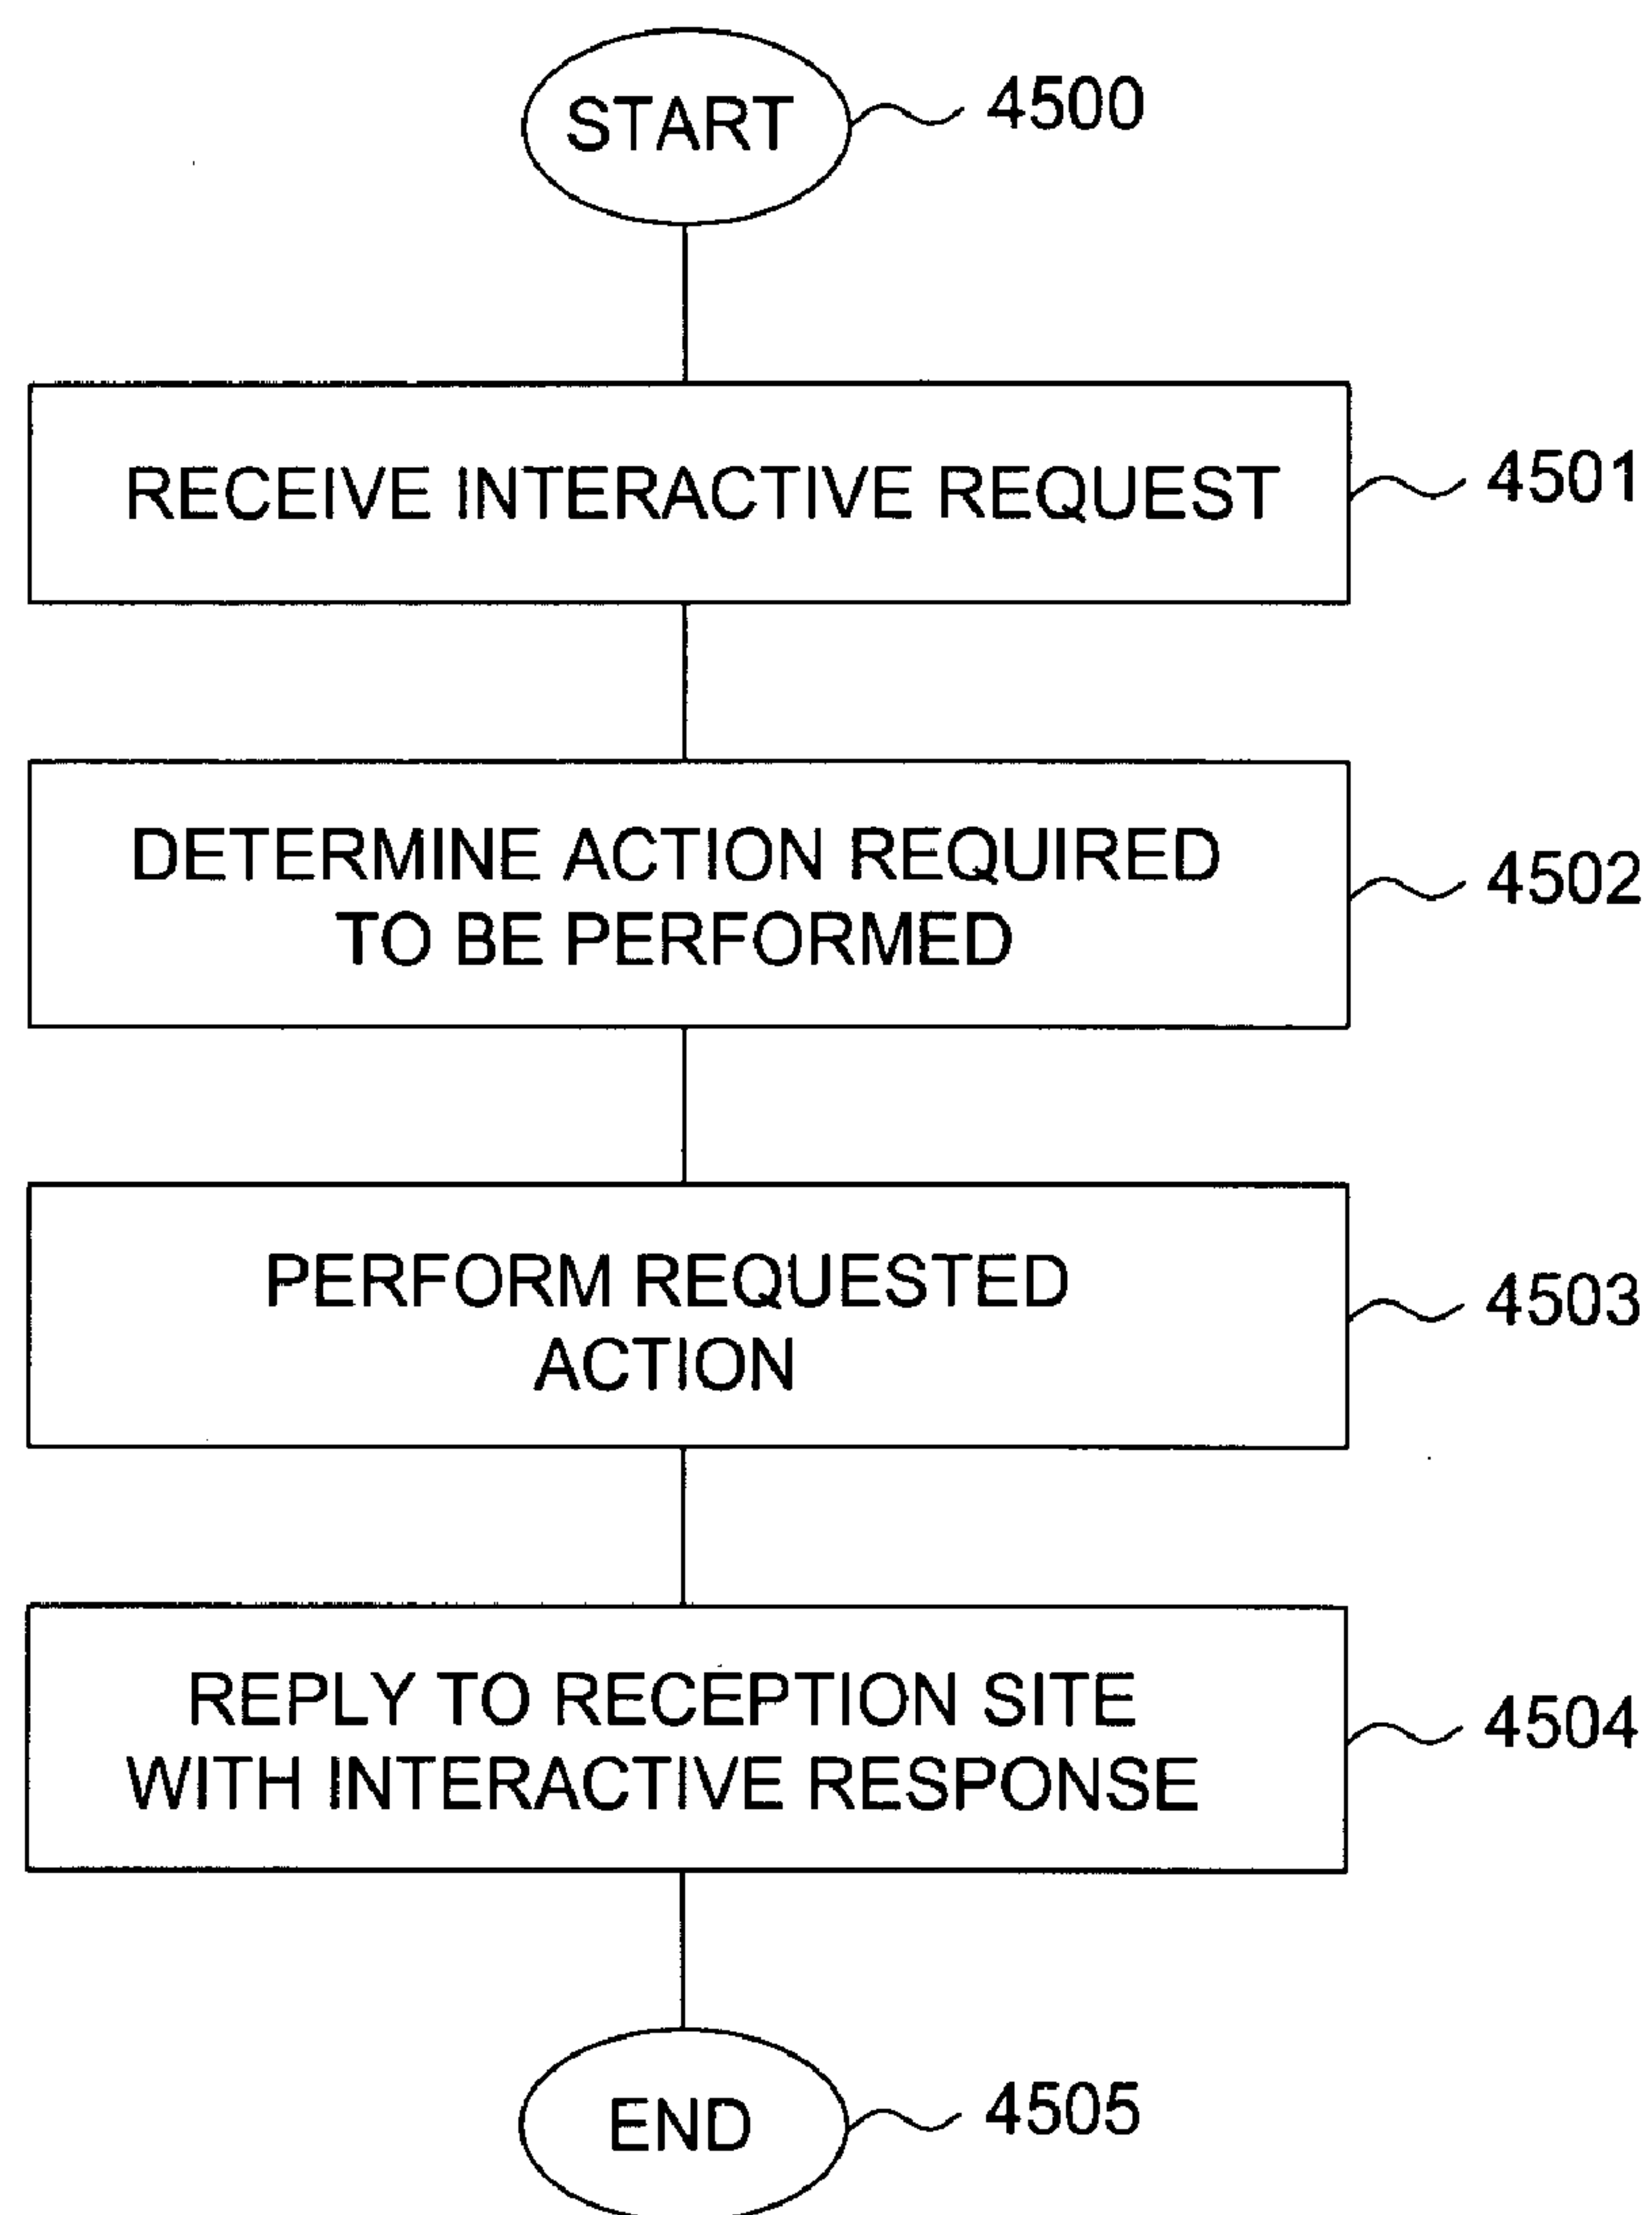 START
4500
RECEIVE INTERACTIVE REQUEST
4501
DETERMINE ACTION REQUIRED
TO BE PERFORMED
4502
PERFORM REQUESTED
ACTION
4503
REPLY TO RECEPTION SITE
WITH INTERACTIVE RESPONSE
4504
END
4505